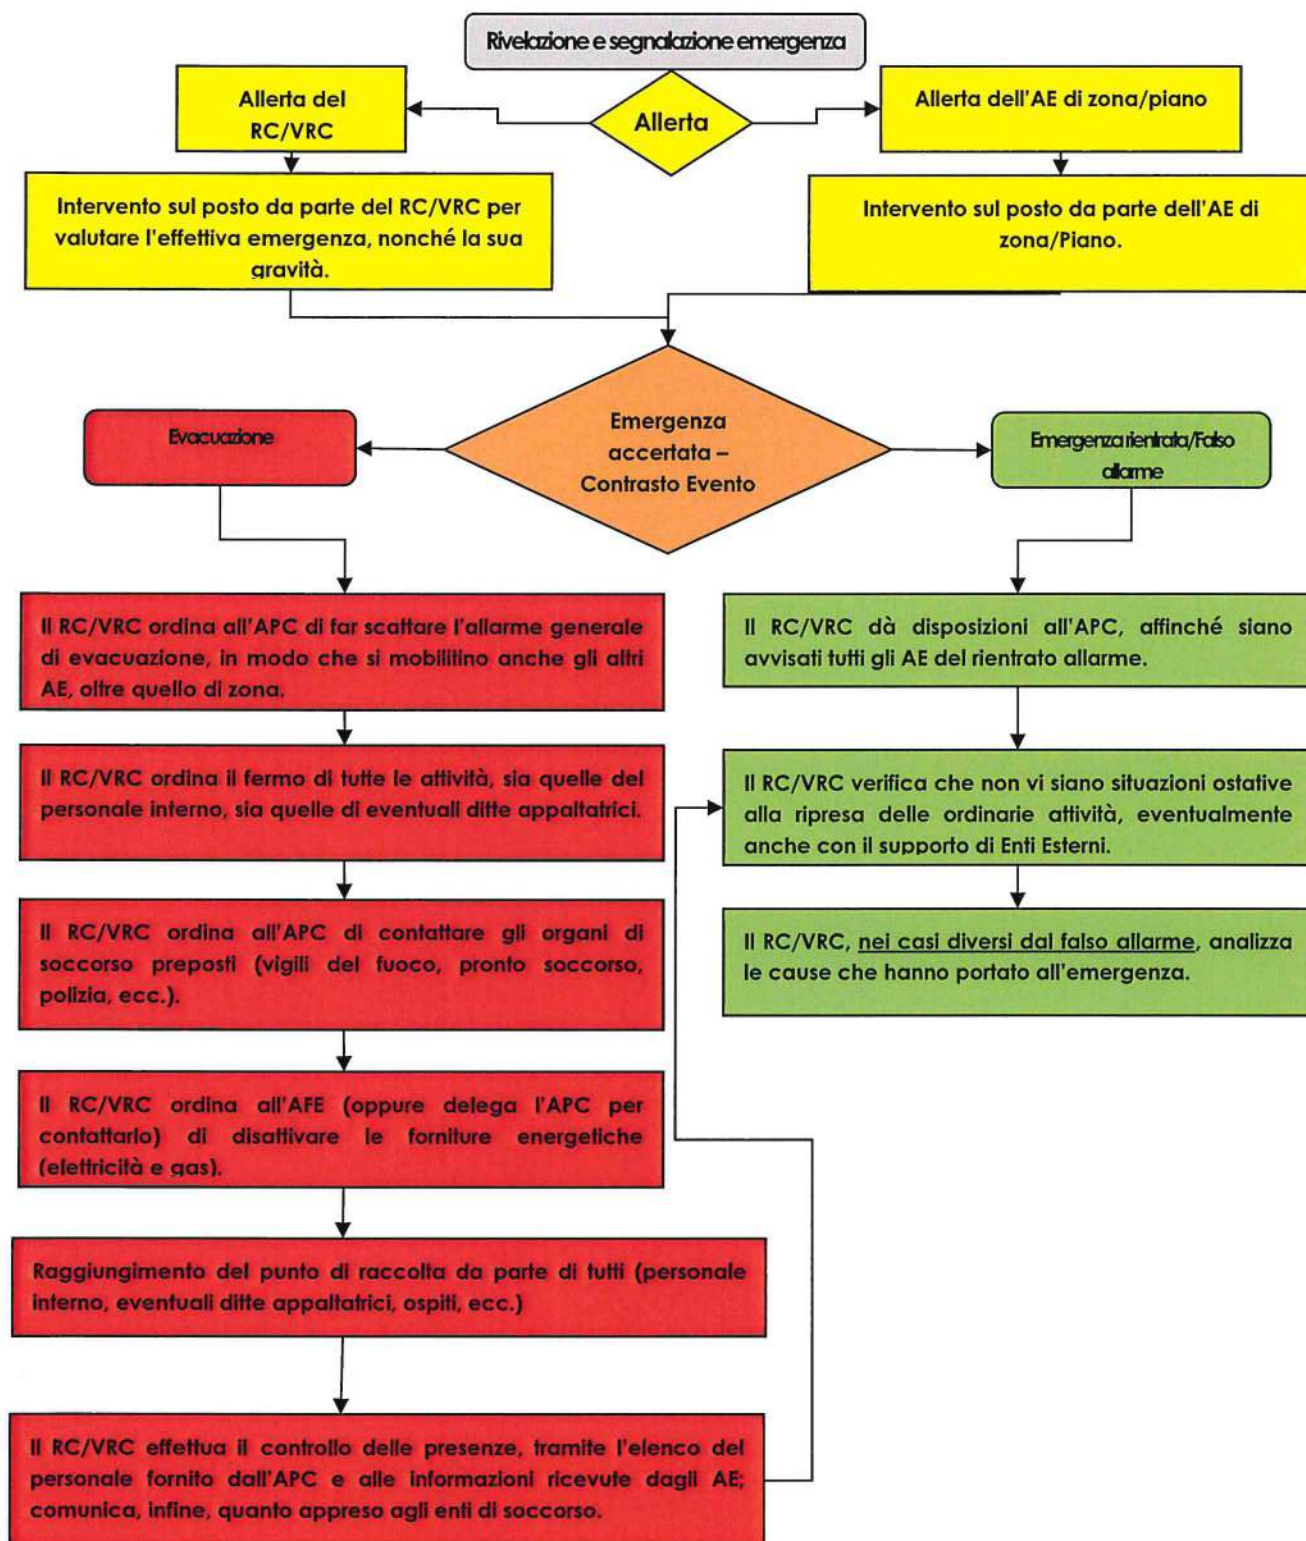 Rivelazione e segnalazione emergenza
Allerta del
RC/VRC
Allerta
Allerta dell'AE di zona/piano
Intervento sul posto da parte del RC/VRC per
valutare l'effettiva emergenza, nonché la sua
gravità.
Intervento sul posto da parte dell'AE di
zona/Piano.
Emergenza
accertata –
Contrasto Evento
Evacuazione
Emergenza rientrata/Falso
allarme
Il RC/VRC ordina all'APC di far scattare l'allarme generale
di evacuazione, in modo che si mobilitino anche gli altri
AE, oltre quello di zona.
Il RC/VRC ordina il fermo di tutte le attività, sia quelle del
personale interno, sia quelle di eventuali ditte appaltatrici.
Il RC/VRC ordina all'APC di contattare gli organi di
soccorso preposti (vigili del fuoco, pronto soccorso,
polizia, ecc.).
Il RC/VRC ordina all'AFE (oppure delega l'APC per
contattarlo) di disattivare le forniture energetiche
(elettricità e gas).
Raggiungimento del punto di raccolta da parte di tutti (personale
interno, eventuali ditte appaltatrici, ospiti, ecc.)
Il RC/VRC effettua il controllo delle presenze, tramite l'elenco del
personale fornito dall'APC e alle informazioni ricevute dagli AE;
comunica, infine, quanto appreso agli enti di soccorso.
Il RC/VRC dà disposizioni all'APC, affinché siano
avvisati tutti gli AE del rientrato allarme.
Il RC/VRC verifica che non vi siano situazioni ostative
alla ripresa delle ordinarie attività, eventualmente
anche con il supporto di Enti Esterni.
Il RC/VRC, nei casi diversi dal falso allarme, analizza
le cause che hanno portato all'emergenza.